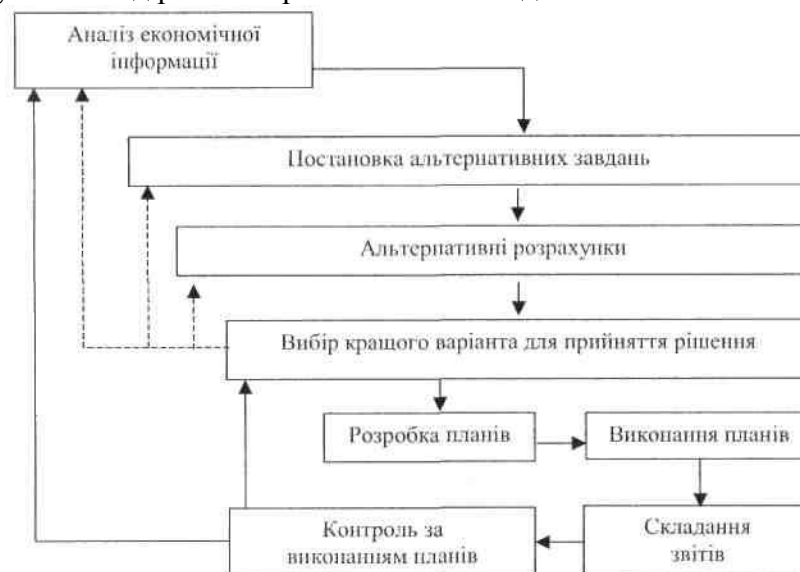 Аналіз економічної
інформації
Постановка альтернативних завдань
Альтернативні розрахунки
Вибір кращого варіанта для прийняття рішення
Розробка планів
Виконання планів
Контроль за
виконанням планів
Складання
звітів